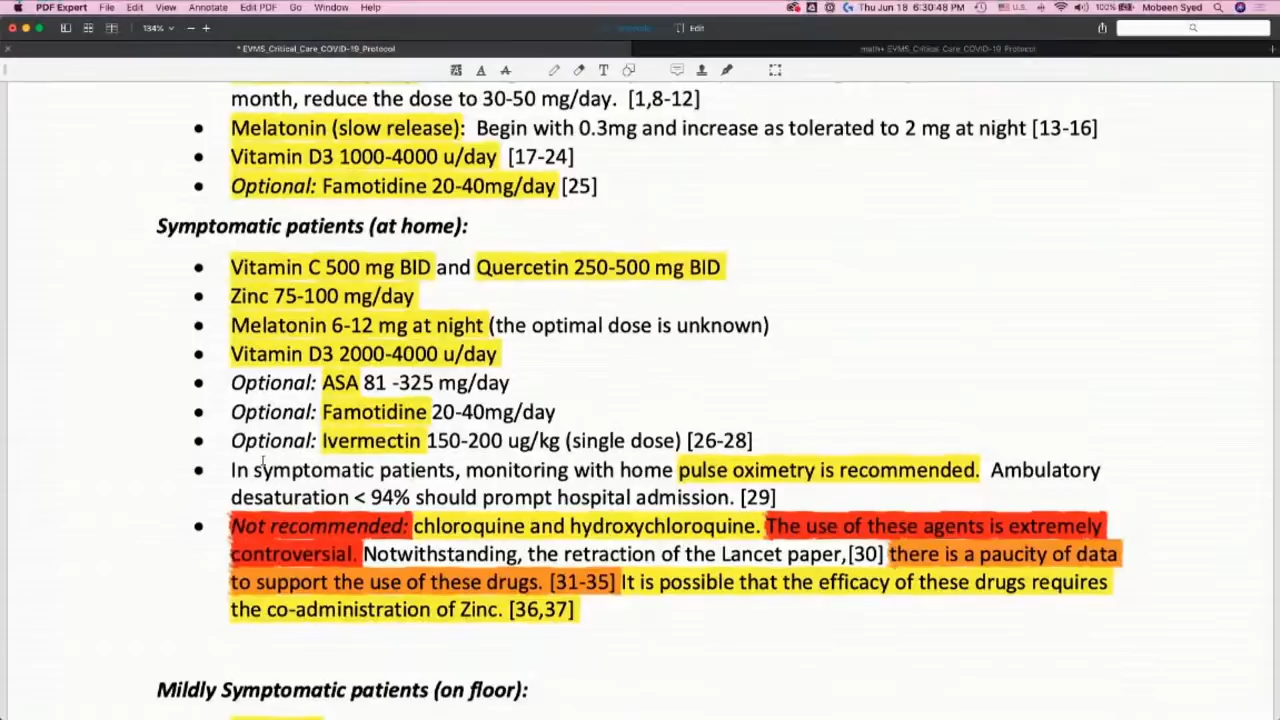 PDF Expert File Edit View Annotate Edit PDF Go Window Help 100% Thu Jun 18 6:30:48 PM U.S. 100% Mobeen Syed
134% Edit
* EVMS_Critical_Care_COVID-19_Protocol math+ EVMS_Critical_Care_COVID-19_Protocol
month, reduce the dose to 30-50 mg/day. [1,8-12]
• Melatonin (slow release): Begin with 0.3mg and increase as tolerated to 2 mg at night [13-16]
• Vitamin D3 1000-4000 u/day [17-24]
• Optional: Famotidine 20-40mg/day [25]
Symptomatic patients (at home):
• Vitamin C 500 mg BID and Quercetin 250-500 mg BID
• Zinc 75-100 mg/day
• Melatonin 6-12 mg at night (the optimal dose is unknown)
• Vitamin D3 2000-4000 u/day
• Optional: ASA 81 -325 mg/day
• Optional: Famotidine 20-40mg/day
• Optional: Ivermectin 150-200 ug/kg (single dose) [26-28]
• In symptomatic patients, monitoring with home pulse oximetry is recommended. Ambulatory
desaturation < 94% should prompt hospital admission. [29]
• Not recommended: chloroquine and hydroxychloroquine. The use of these agents is extremely
controversial. Notwithstanding, the retraction of the Lancet paper,[30] there is a paucity of data
to support the use of these drugs. [31-35] It is possible that the efficacy of these drugs requires
the co-administration of Zinc. [36,37]
Mildly Symptomatic patients (on floor):